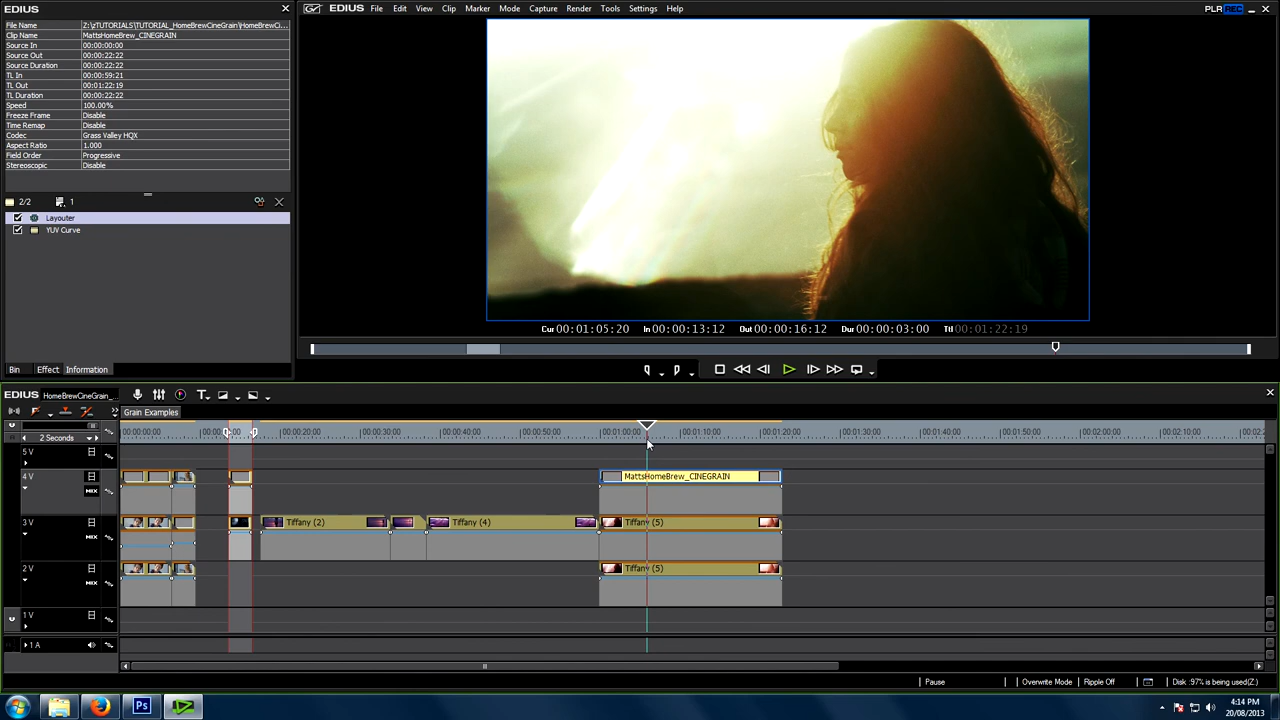 EDIUS
File Name Z:\zTUTORIALS\TUTORIAL_HomeBrewCineGrain\HomeBrewCi...
Clip Name MattsHomeBrew_CINEGRAIN
Source In 00:00:00:00
Source Out 00:00:22:22
Source Duration 00:00:22:22
TL In 00:00:59:21
TL Out 00:01:22:19
TL Duration 00:00:22:22
Speed 100.00%
Freeze Frame Disable
Time Remap Disable
Codec Grass Valley HQX
Aspect Ratio 1.000
Field Order Progressive
Stereoscopic Disable
2/2 1
Layouter
YUV Curve
Bin Effect Information
EDIUS File Edit View Clip Marker Mode Capture Render Tools Settings Help PLR REC
Cur 00:01:05:20 In 00:00:13:12 Out 00:00:16:12 Dur 00:00:03:00 Ttl 00:01:22:19
EDIUS HomeBrewCineGrain_... T
Grain Examples
2 Seconds
00:00:00:00 00:00:20:00 00:00:30:00 00:00:40:00 00:00:50:00 00:01:00:00 00:01:10:00 00:01:20:00 00:01:30:00 00:01:40:00 00:01:50:00 00:02:00:00 00:02:10:00
5 V
4 V MattsHomeBrew_CINEGRAIN
MIX
3 V Tiffany (2) Tiffany (4) Tiffany (5)
2 V Tiffany (5)
MIX
1 V
1 A
Pause Overwrite Mode Ripple Off Disk :97% is being used(Z:)
Ps
4:14 PM
20/08/2013